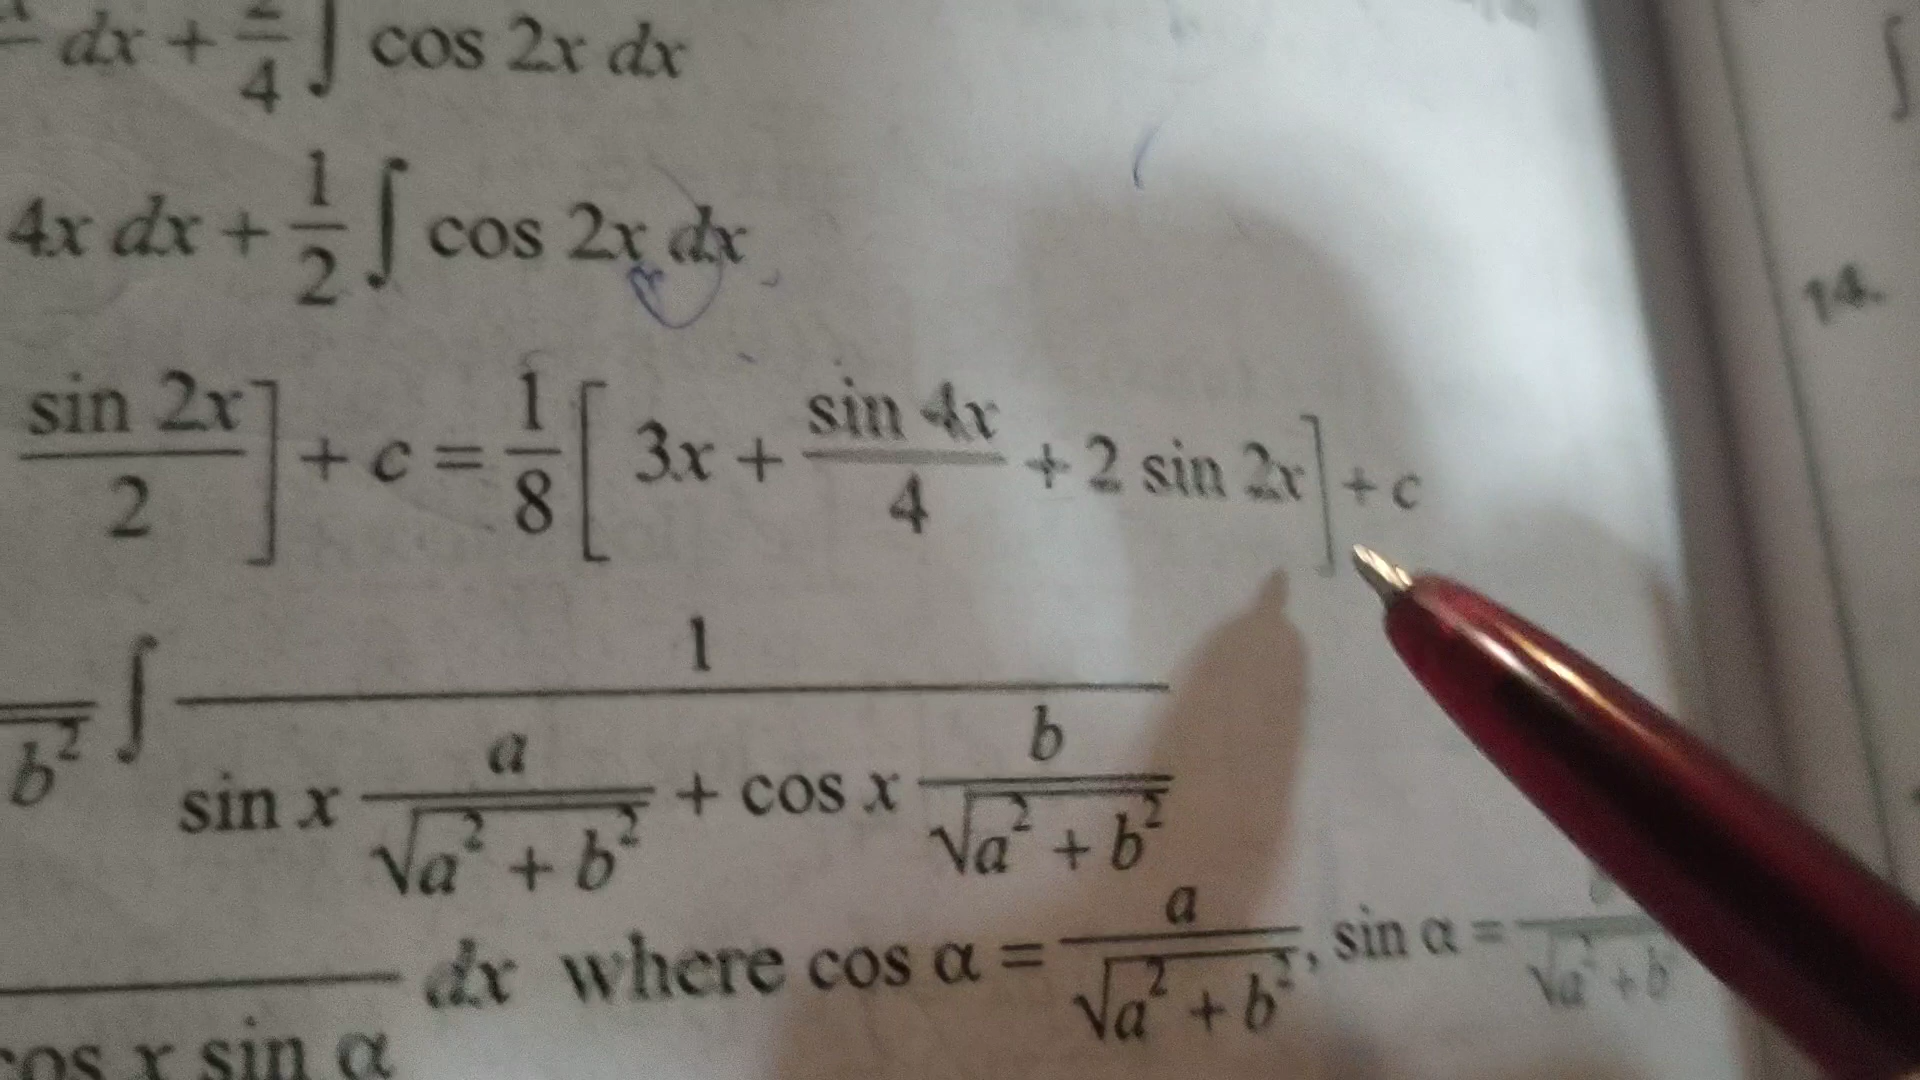 dx + 2/4 ∫ cos 2x dx
4x dx + 1/2 ∫ cos 2x dx
sin 2x/2 ] + c = 1/8 [ 3x + sin 4x/4 + 2 sin 2x ] + c
b² ∫ 1/(sin x a/√(a² + b²) + cos x b/√(a² + b²))
dx where cos α = a/√(a² + b²), sin α = /√(a² + b
cos x sin α
∫
14.